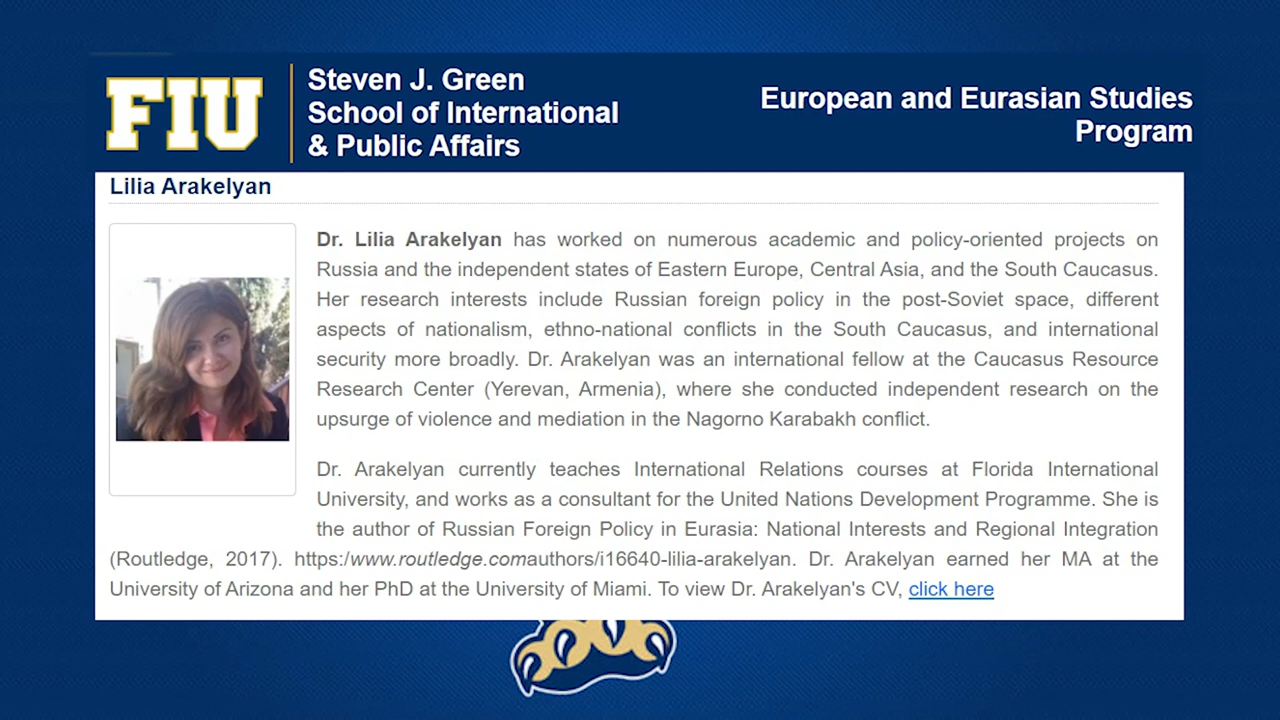 FIU
Steven J. Green
School of International
& Public Affairs
European and Eurasian Studies
Program
Lilia Arakelyan
Dr. Lilia Arakelyan has worked on numerous academic and policy-oriented projects on
Russia and the independent states of Eastern Europe, Central Asia, and the South Caucasus.
Her research interests include Russian foreign policy in the post-Soviet space, different
aspects of nationalism, ethno-national conflicts in the South Caucasus, and international
security more broadly. Dr. Arakelyan was an international fellow at the Caucasus Resource
Research Center (Yerevan, Armenia), where she conducted independent research on the
upsurge of violence and mediation in the Nagorno Karabakh conflict.
Dr. Arakelyan currently teaches International Relations courses at Florida International
University, and works as a consultant for the United Nations Development Programme. She is
the author of Russian Foreign Policy in Eurasia: National Interests and Regional Integration
(Routledge, 2017). https:/www.routledge.comauthors/i16640-lilia-arakelyan. Dr. Arakelyan earned her MA at the
University of Arizona and her PhD at the University of Miami. To view Dr. Arakelyan's CV, click here